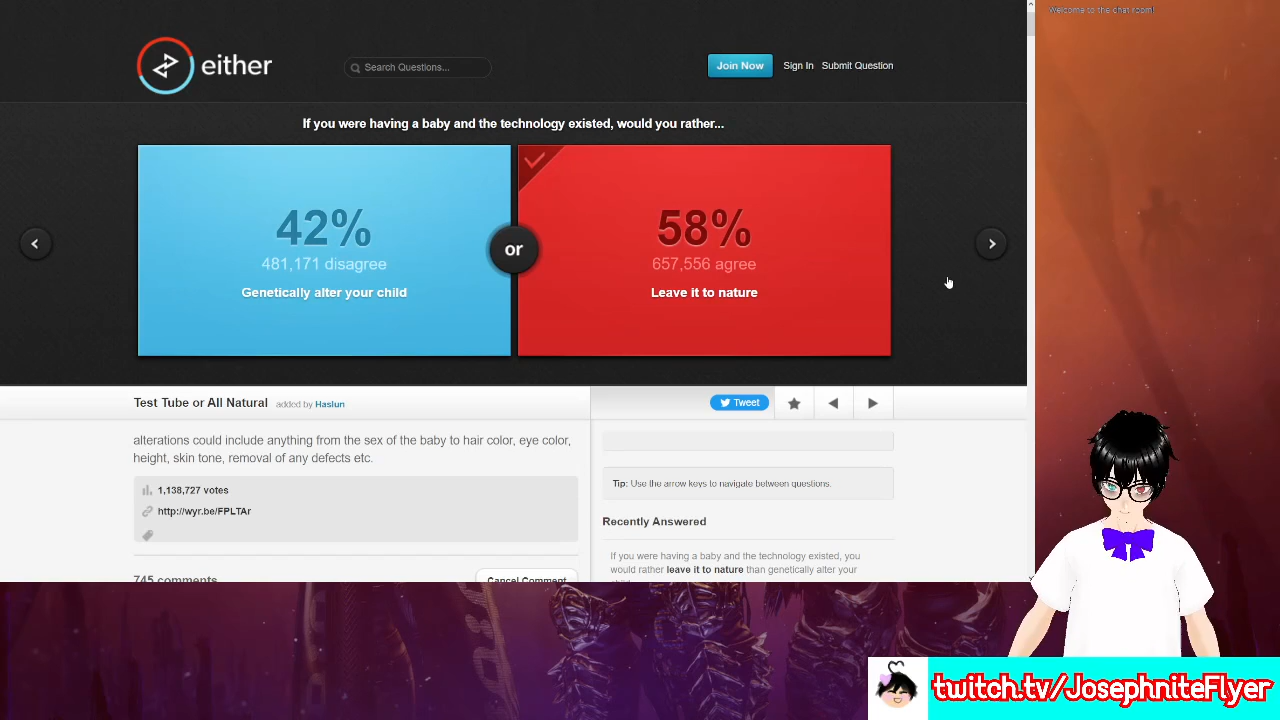 Welcome to the chat room!
either
Search Questions...
Join Now
Sign In
Submit Question
If you were having a baby and the technology existed, would you rather...
42%
481,171 disagree
Genetically alter your child
or
58%
657,556 agree
Leave it to nature
Test Tube or All Natural added by Haslun
Tweet
alterations could include anything from the sex of the baby to hair color, eye color,
height, skin tone, removal of any defects etc.
1,138,727 votes
http://wyr.be/FPLTAr
745 comments
Cancel Comment
Tip: Use the arrow keys to navigate between questions.
Recently Answered
If you were having a baby and the technology existed, you
would rather leave it to nature than genetically alter your
twitch.tv/JosephniteFlyer